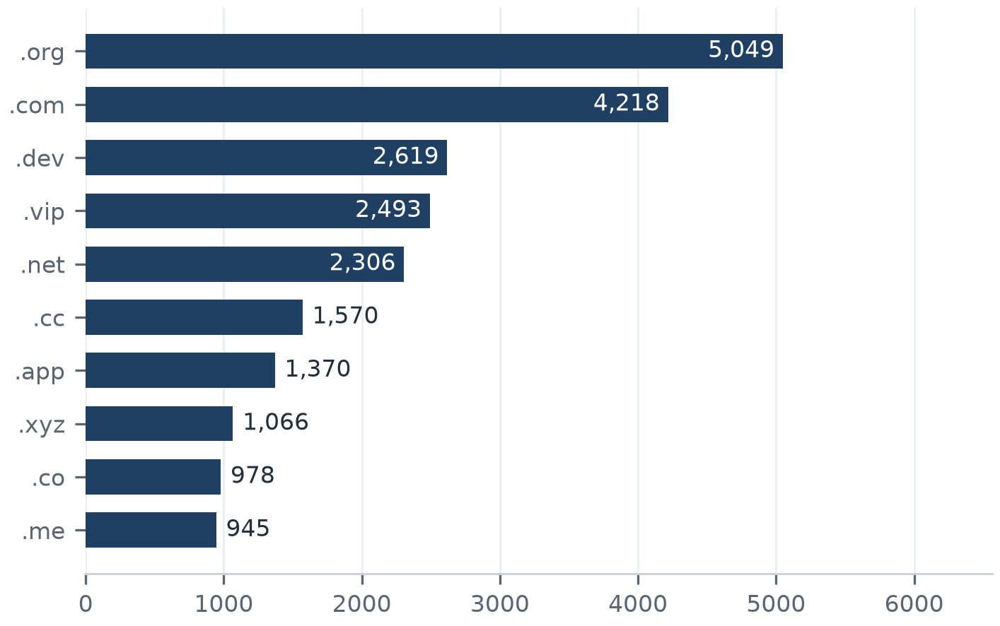 .org 5,049
.com 4,218
.dev 2,619
.vip 2,493
.net 2,306
.cc 1,570
.app 1,370
.xyz 1,066
.co 978
.me 945
0 1000 2000 3000 4000 5000 6000